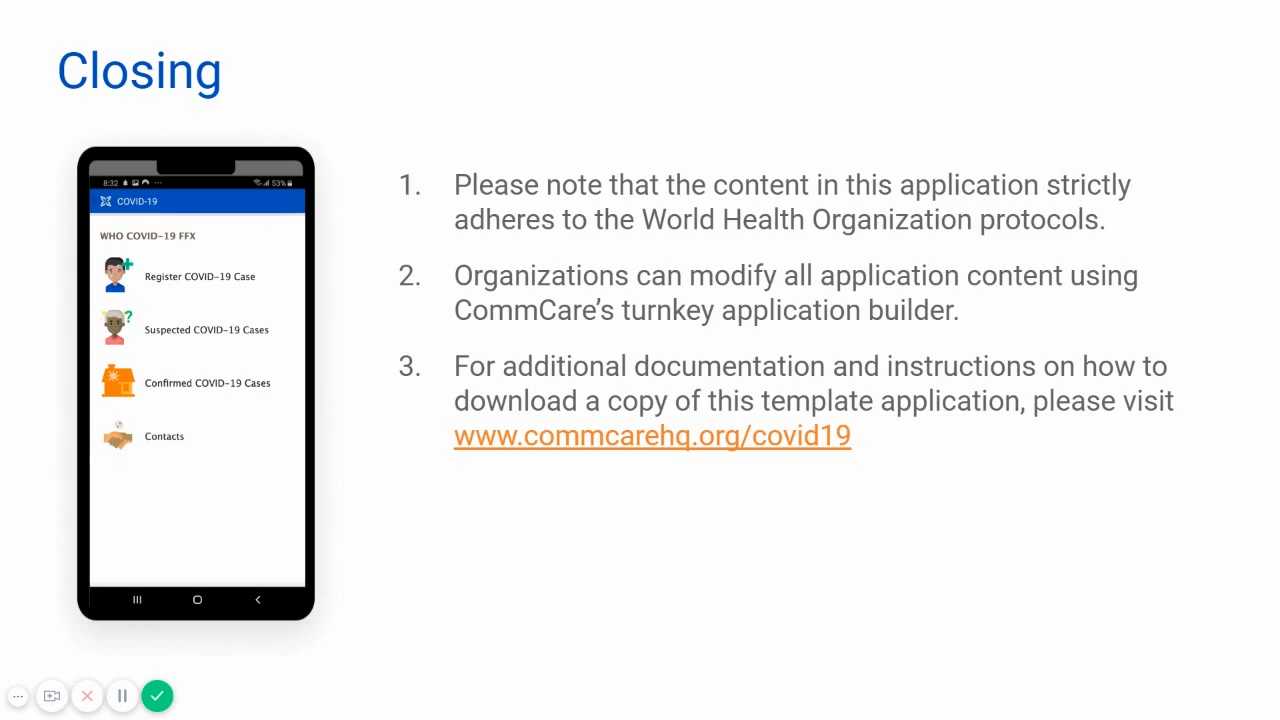 Closing
8:32
53%
COVID-19
WHO COVID-19 FFX
Register COVID-19 Case
Suspected COVID-19 Cases
Confirmed COVID-19 Cases
Contacts
1. Please note that the content in this application strictly
adheres to the World Health Organization protocols.
2. Organizations can modify all application content using
CommCare’s turnkey application builder.
3. For additional documentation and instructions on how to
download a copy of this template application, please visit
www.commcarehq.org/covid19